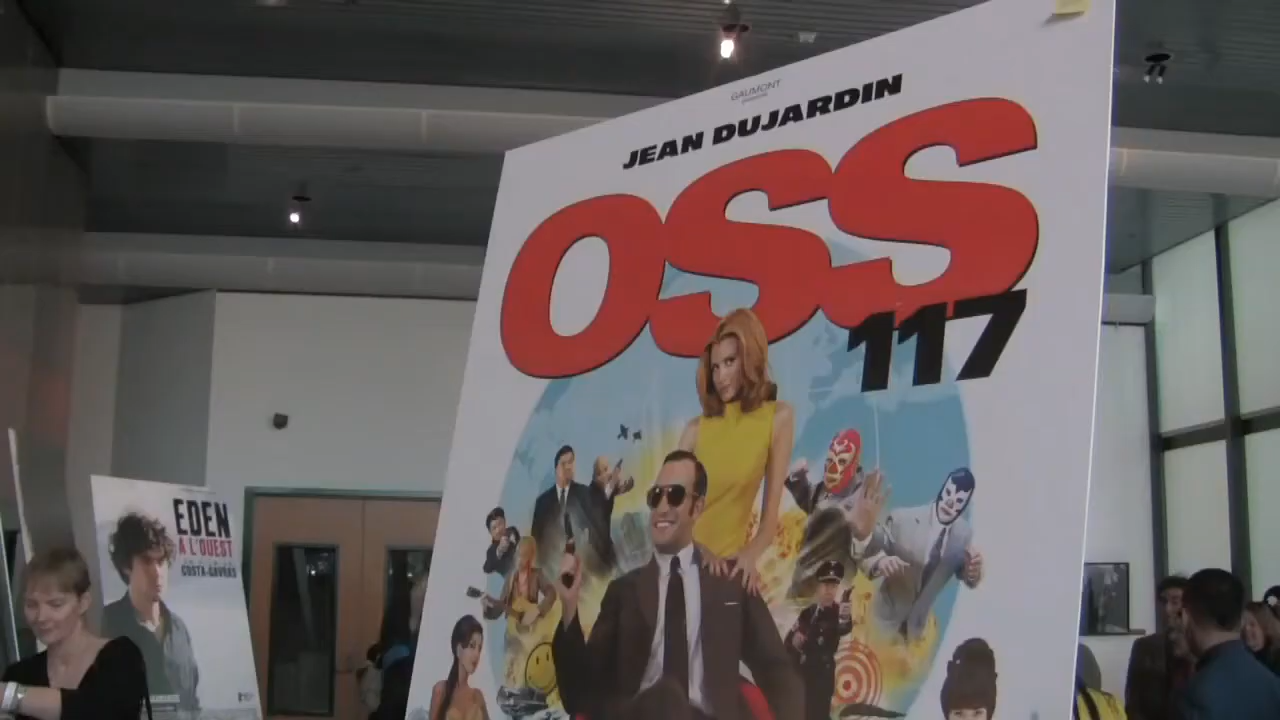 GAUMONT
JEAN DUJARDIN
OSS
117
EDEN
À L'OUEST
COSTA-GAVRAS